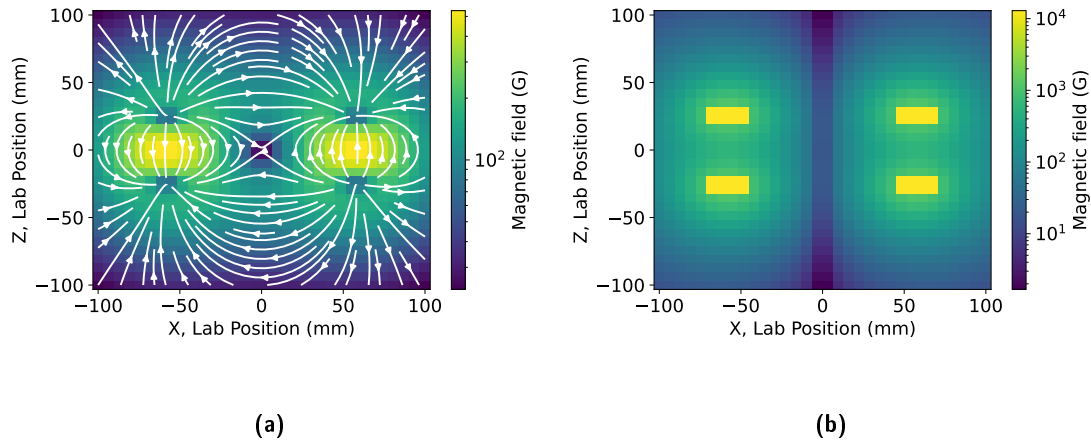 100
50
0
−50
−100
Z, Lab Position (mm)
−100 −50 0 50 100
X, Lab Position (mm)
10²
Magnetic field (G)
(a)
100
50
0
−50
−100
Z, Lab Position (mm)
−100 −50 0 50 100
X, Lab Position (mm)
10⁴
10³
10²
10¹
Magnetic field (G)
(b)